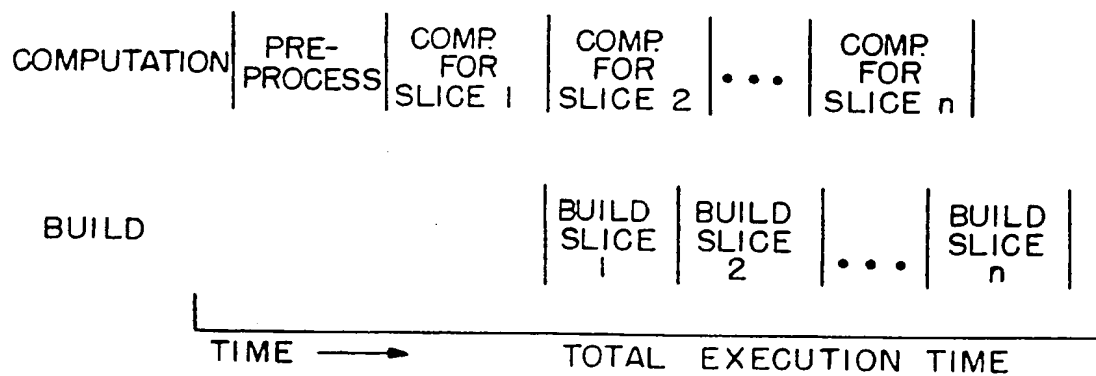 COMPUTATION
PRE-
PROCESS
COMP.
FOR
SLICE 1
COMP.
FOR
SLICE 2
•••
COMP.
FOR
SLICE n
BUILD
BUILD
SLICE
1
BUILD
SLICE
2
•••
BUILD
SLICE
n
TIME
TOTAL EXECUTION TIME